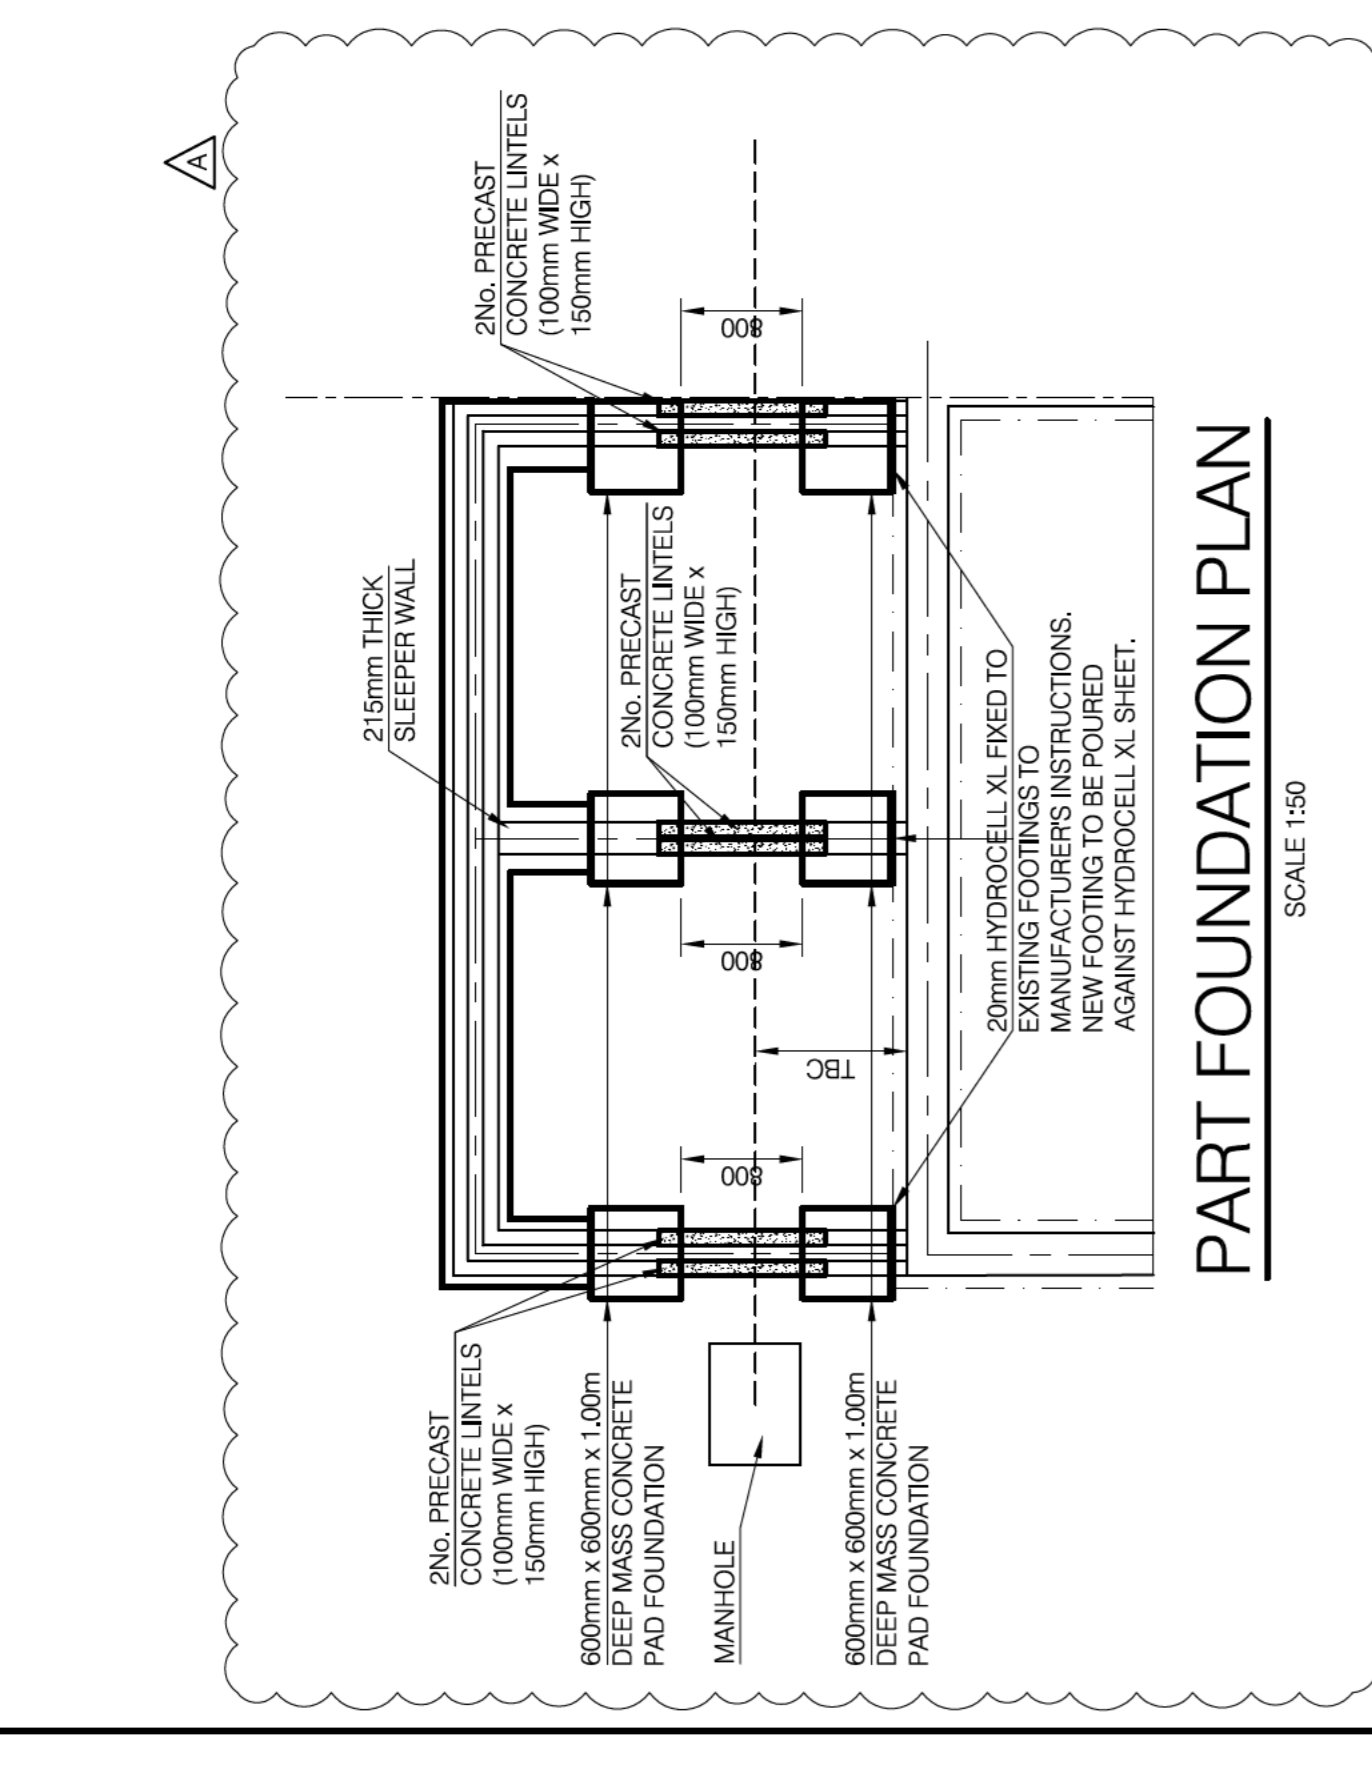 A
2No. PRECAST
CONCRETE LINTELS
(100mm WIDE x
150mm HIGH)
600mm x 600mm x 1.00m
DEEP MASS CONCRETE
PAD FOUNDATION
MANHOLE
600mm x 600mm x 1.00m
DEEP MASS CONCRETE
PAD FOUNDATION
215mm THICK
SLEEPER WALL
2No. PRECAST
CONCRETE LINTELS
(100mm WIDE x
150mm HIGH)
2No. PRECAST
CONCRETE LINTELS
(100mm WIDE x
150mm HIGH)
800
800
800
TBC
20mm HYDROCELL XL FIXED TO
EXISTING FOOTINGS TO
MANUFACTURER'S INSTRUCTIONS.
NEW FOOTING TO BE POURED
AGAINST HYDROCELL XL SHEET.
PART FOUNDATION PLAN
SCALE 1:50